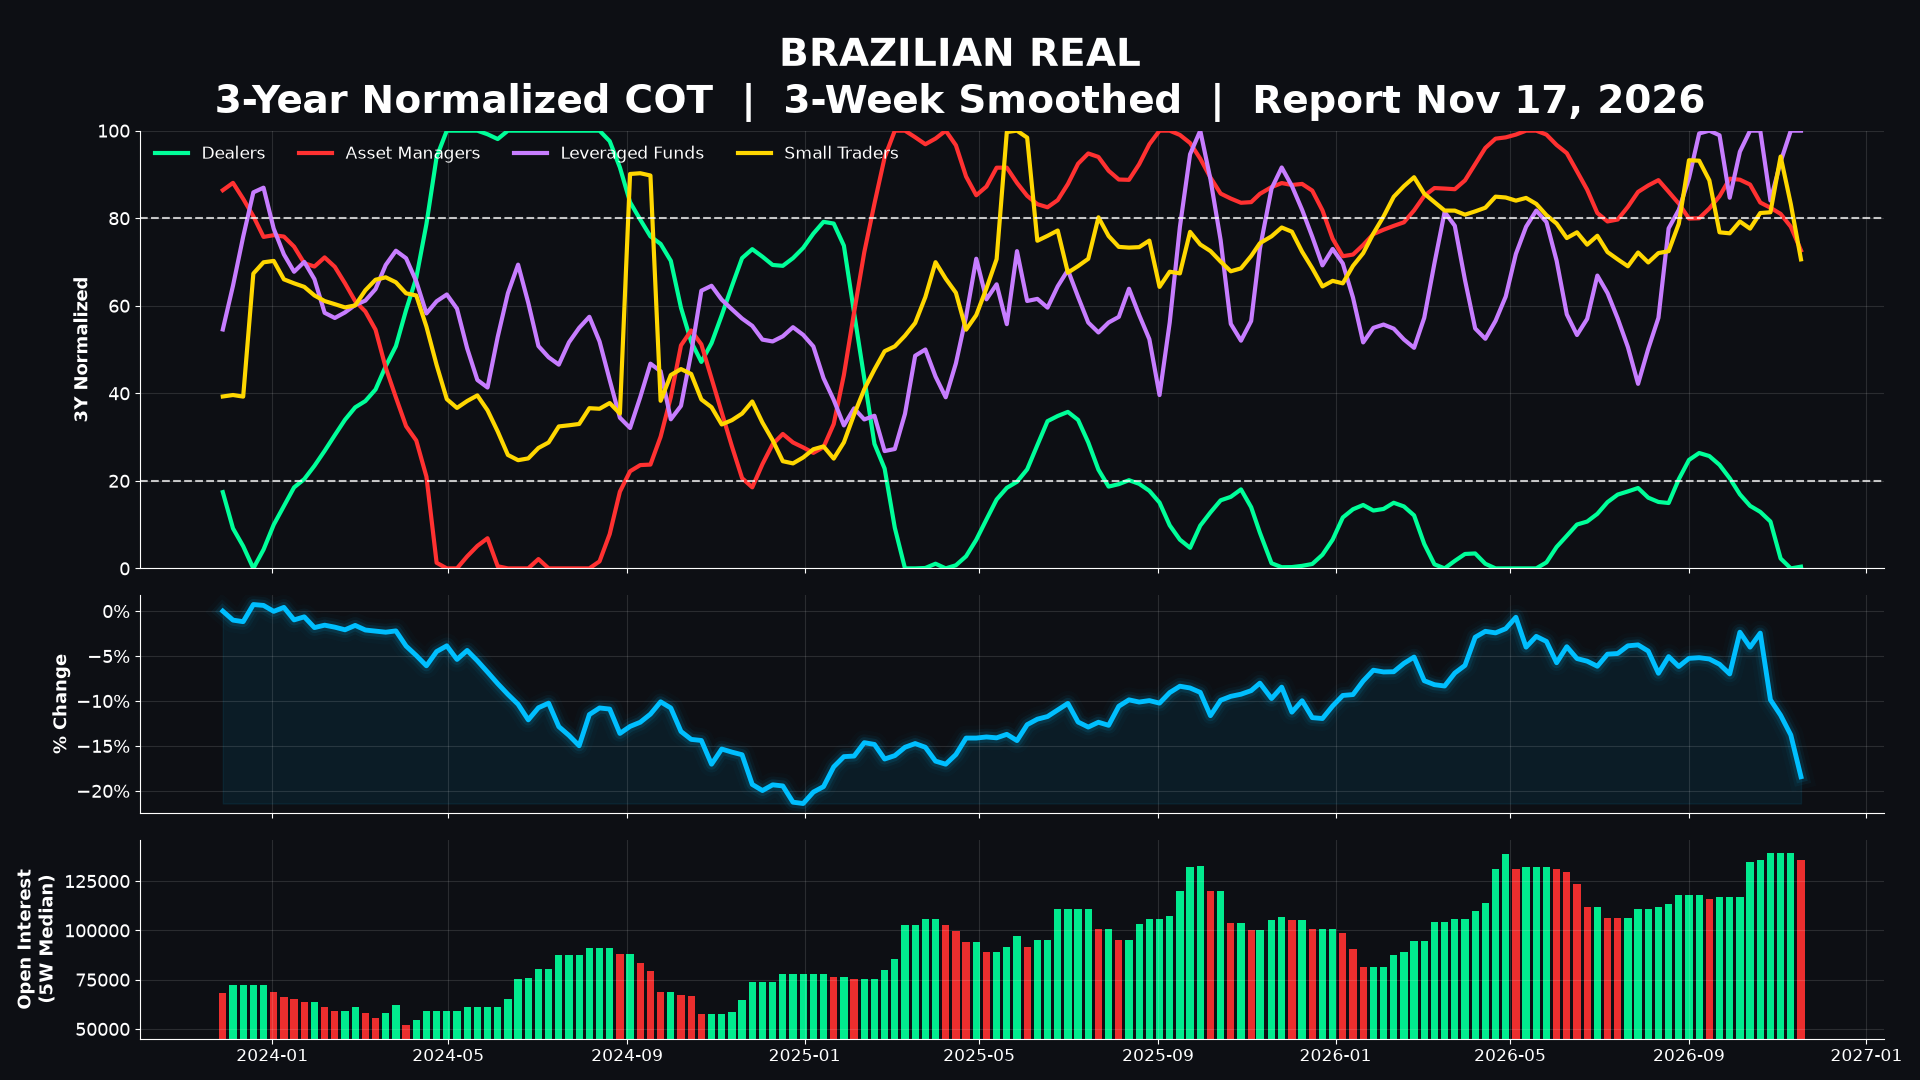 BRAZILIAN REAL
3-Year Normalized COT | 3-Week Smoothed | Report Nov 17, 2026
Dealers
Asset Managers
Leveraged Funds
Small Traders
3Y Normalized
100
80
60
40
20
0
% Change
0%
−5%
−10%
−15%
−20%
Open Interest
(5W Median)
125000
100000
75000
50000
2024-01
2024-05
2024-09
2025-01
2025-05
2025-09
2026-01
2026-05
2026-09
2027-01